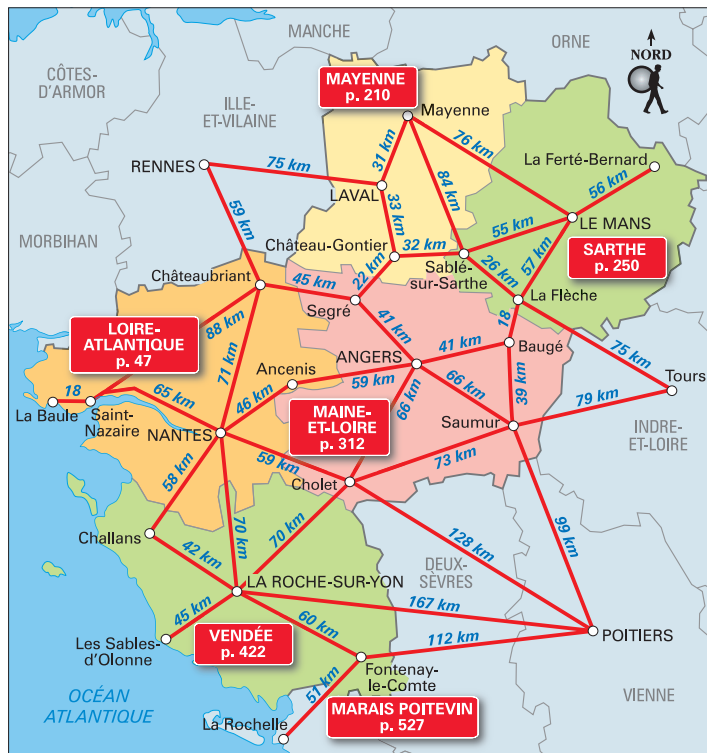 MANCHE
ORNE
NORD
CÔTES-
D'ARMOR
MAYENNE
p. 210
ILLE-
ET-VILAINE
Mayenne
76 km
La Ferté-Bernard
31 km
RENNES
75 km
56 km
LAVAL
84 km
59 km
33 km
LE MANS
55 km
MORBIHAN
Château-Gontier
32 km
57 km
SARTHE
p. 250
Sablé-
sur-Sarthe
26 km
Châteaubriant
45 km
22 km
La Flèche
Segré
88 km
18
LOIRE-
ATLANTIQUE
p. 47
41 km
41 km
Baugé
75 km
ANGERS
71 km
Ancenis
59 km
66 km
39 km
Tours
18
65 km
46 km
66 km
79 km
La Baule
Saint-
Nazaire
MAINE-
ET-LOIRE
p. 312
Saumur
INDRE-
ET-LOIRE
NANTES
59 km
73 km
58 km
Cholet
Challans
70 km
70 km
128 km
99 km
42 km
DEUX-
SÈVRES
LA ROCHE-SUR-YON
45 km
167 km
60 km
VENDÉE
p. 422
112 km
POITIERS
Les Sables-
d'Olonne
Fontenay-
le-Comte
51 km
OCÉAN
ATLANTIQUE
MARAIS POITEVIN
p. 527
VIENNE
La Rochelle